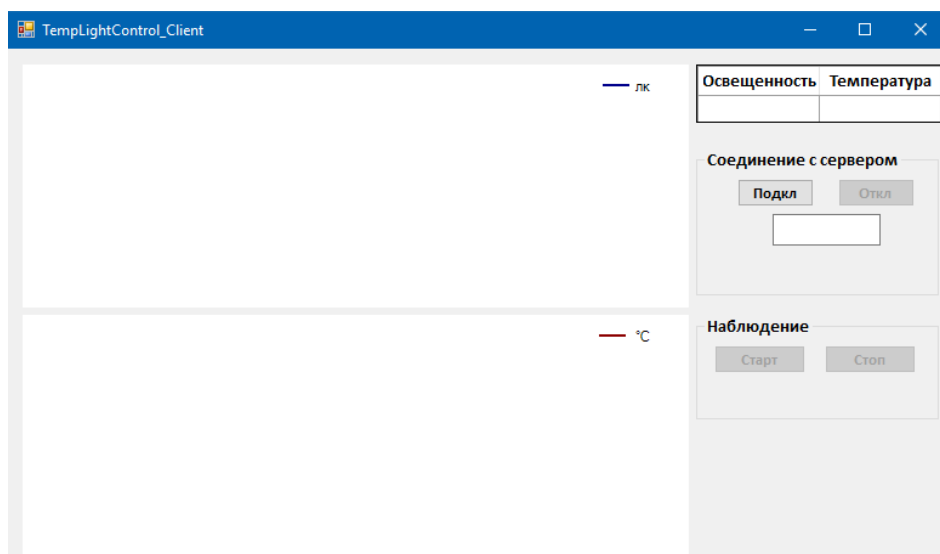 TempLightControl_Client
лк
Освещенность Температура
Соединение с сервером
Подкл Откл
°C
Наблюдение
Старт Стоп